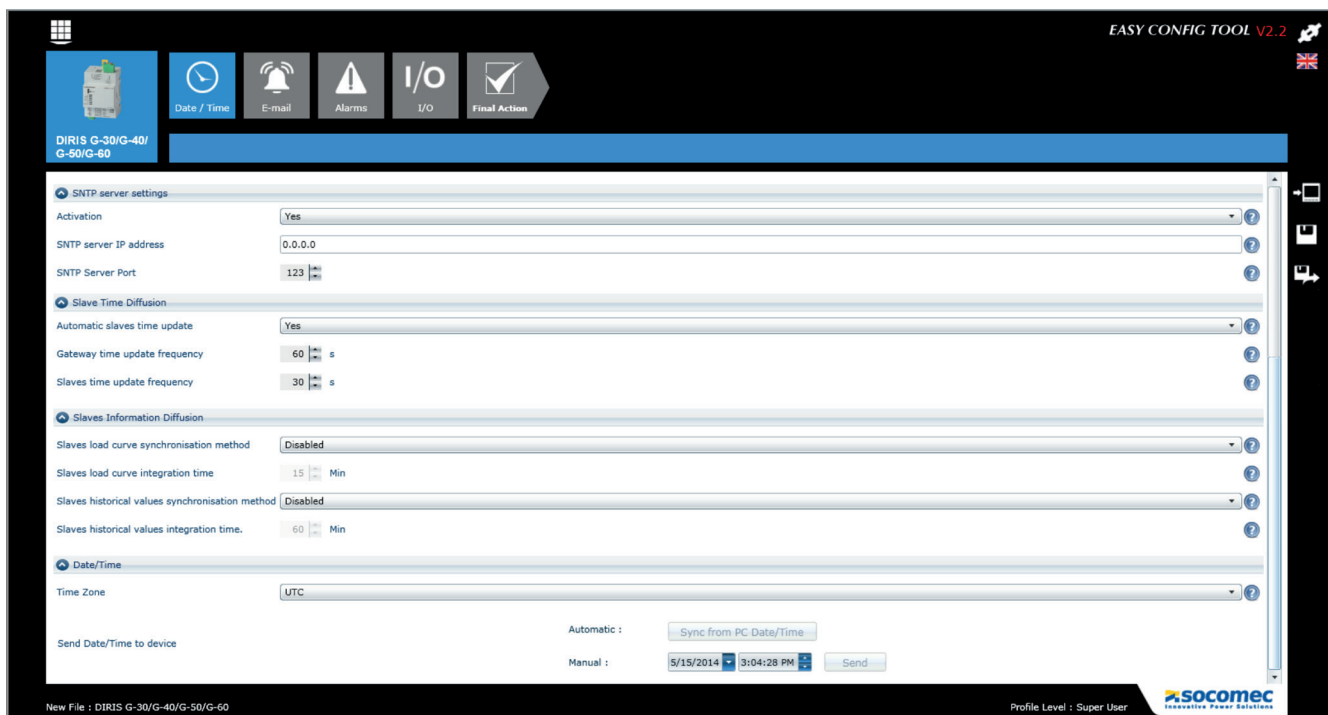 EASY CONFIG TOOL V2.2
Date / Time
E-mail
Alarms
I/O
I/O
Final Action
DIRIS G-30/G-40/
G-50/G-60
SNTP server settings
Activation Yes
SNTP server IP address 0.0.0.0
SNTP Server Port 123
Slave Time Diffusion
Automatic slaves time update Yes
Gateway time update frequency 60 s
Slaves time update frequency 30 s
Slaves Information Diffusion
Slaves load curve synchronisation method Disabled
Slaves load curve integration time 15 Min
Slaves historical values synchronisation method Disabled
Slaves historical values integration time. 60 Min
Date/Time
Time Zone UTC
Send Date/Time to device
Automatic : Sync from PC Date/Time
Manual : 5/15/2014 3:04:28 PM Send
New File : DIRIS G-30/G-40/G-50/G-60
Profile Level : Super User
socomec
Innovative Power Solutions